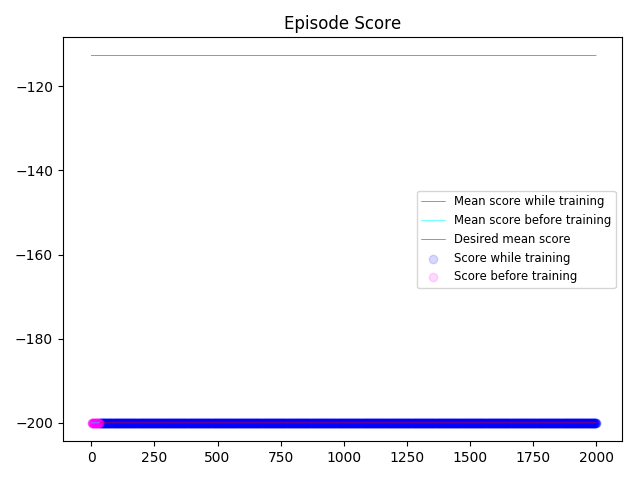 Episode Score
−120
−140
−160
−180
−200
Mean score while training
Mean score before training
Desired mean score
Score while training
Score before training
0 250 500 750 1000 1250 1500 1750 2000